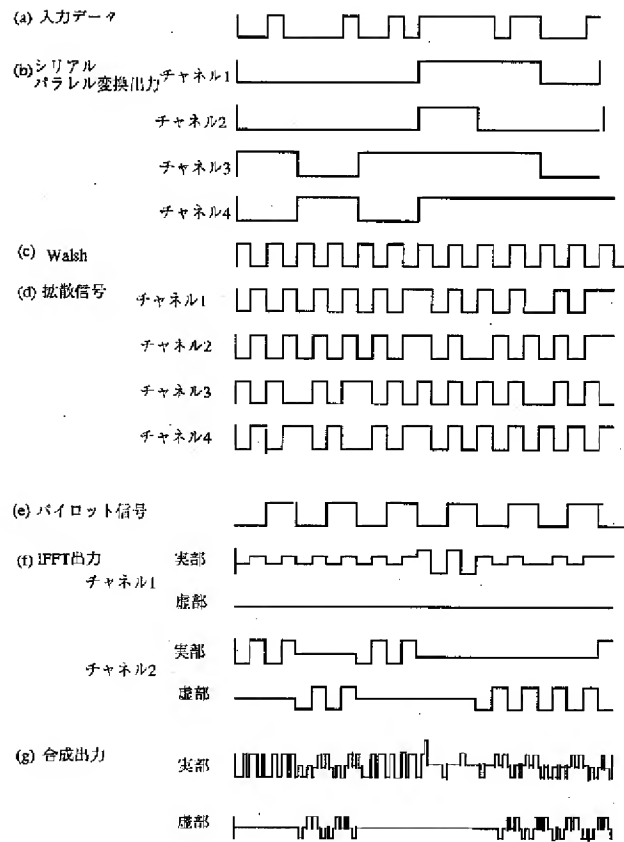 (a) 入力データ
(b) シリアル
パラレル変換出力
チャネル1
チャネル2
チャネル3
チャネル4
(c) Walsh
(d) 拡散信号
チャネル1
チャネル2
チャネル3
チャネル4
(e) パイロット信号
(f) IFFT出力
チャネル1
実部
虚部
チャネル2
実部
虚部
(g) 合成出力
実部
虚部